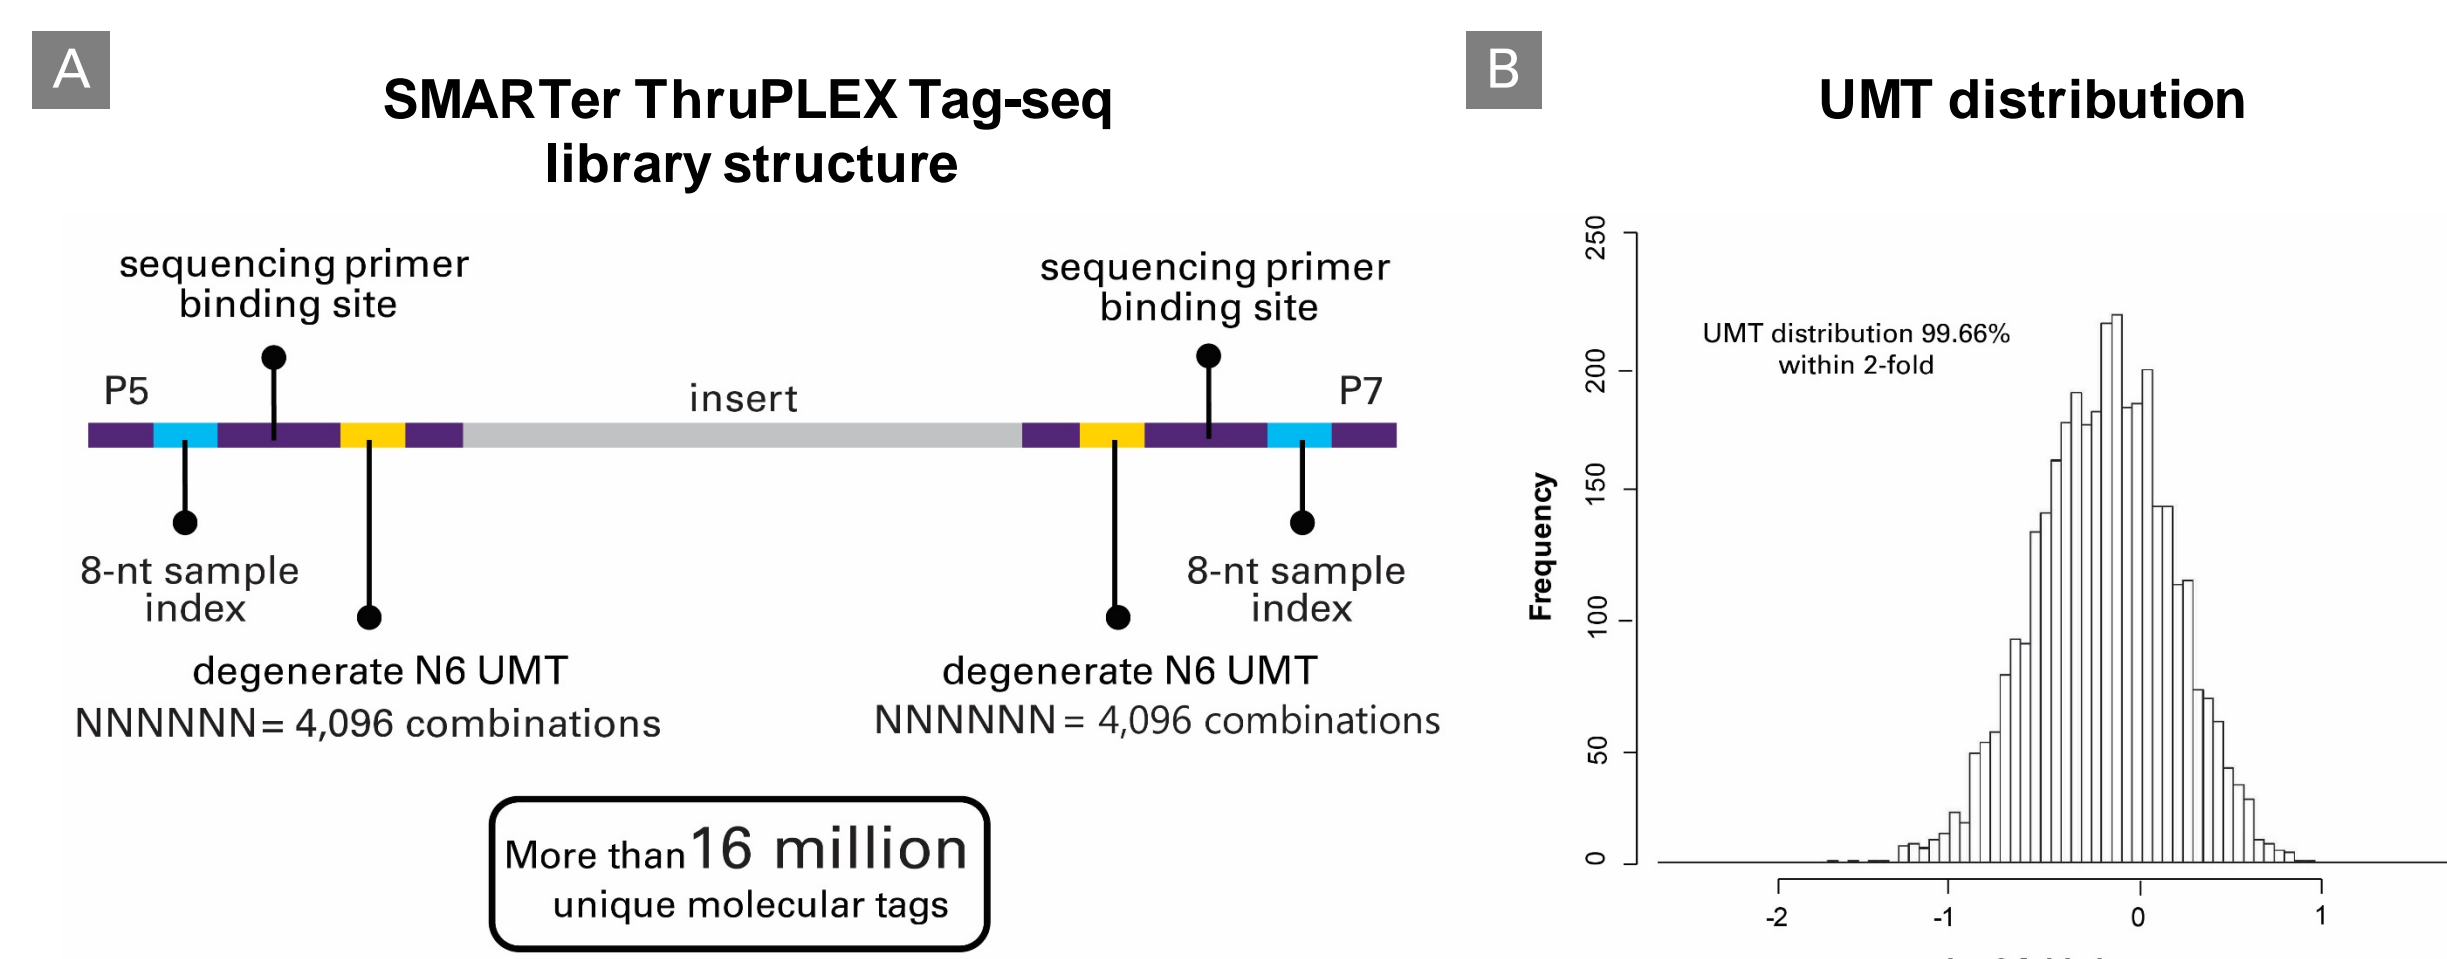 A
SMARTer ThruPLEX Tag-seq
library structure
sequencing primer
binding site
sequencing primer
binding site
P5
insert
P7
8-nt sample
index
8-nt sample
index
degenerate N6 UMT
NNNNNN = 4,096 combinations
degenerate N6 UMT
NNNNNN = 4,096 combinations
More than 16 million
unique molecular tags
B
UMT distribution
UMT distribution 99.66%
within 2-fold
Frequency
250
200
150
100
50
0
-2
-1
0
1